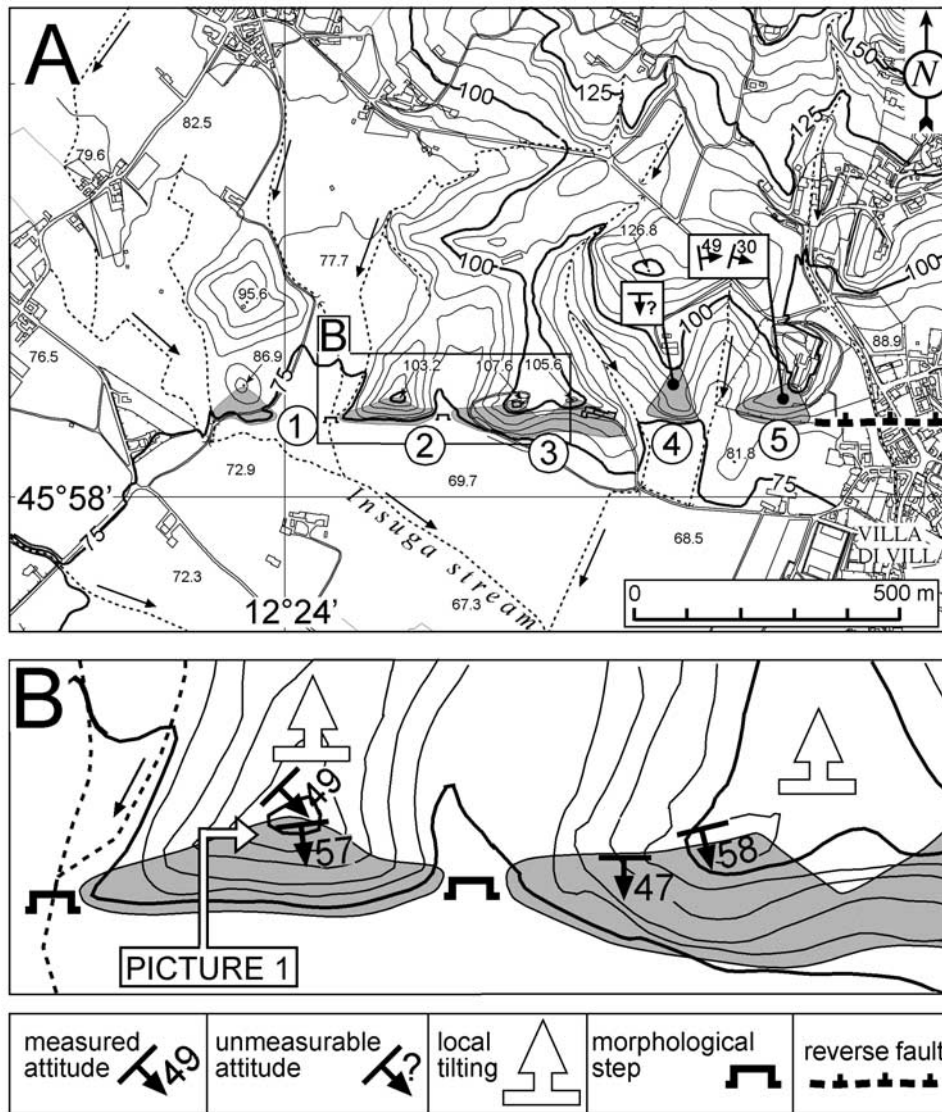 A
N
150
100
125
125
82.5
79.6
77.7
100
126.8
49 30
?
100
100
95.6
86.9
75
B
103.2
107.6
105.6
88.9
76.5
1
2
3
4
5
81.8
72.9
69.7
75
45°58'
75
Insuga stream
68.5
VILLA
DI VILLA
72.3
12°24'
67.3
0 500 m
B
49
57
58
47
PICTURE 1
measured
attitude
49
unmeasurable
attitude
?
local
tilting
morphological
step
reverse fault